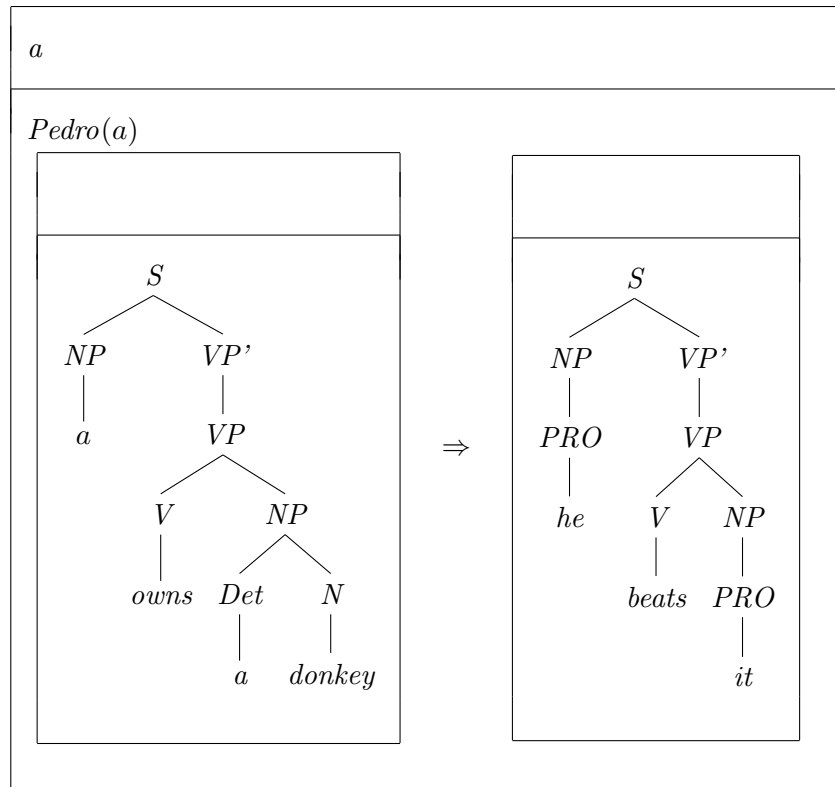 a
Pedro(a)
S S
NP VP' NP VP'
a VP ⇒ PRO VP
V NP he V NP
owns Det N beats PRO
a donkey it